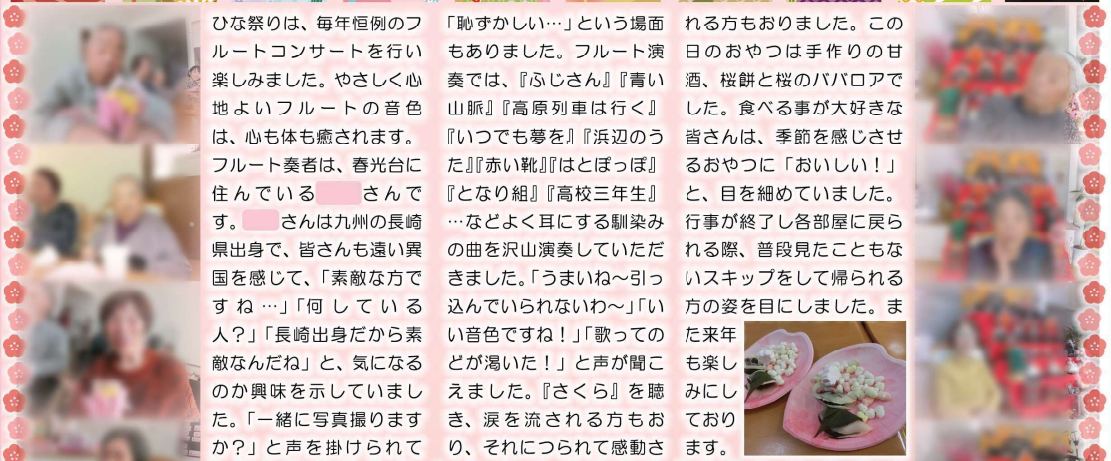 ひな祭りは、毎年恒例のフ
ルートコンサートを行い
楽しみました。やさしく心
地よいフルートの音色
は、心も体も癒されます。
フルート奏者は、春光台に
住んでいる さんで
す。 さんは九州の長崎
県出身で、皆さんも遠い異
国を感じて、「素敵な方で
すね…」「何している
人?」「長崎出身だから素
敵なんだね」と、気になる
のか興味を示していまし
た。「一緒に写真撮ります
か?」と声を掛けられて
「恥ずかしい…」という場面
もありました。フルート演
奏では、『ふじさん』『青い
山脈』『高原列車は行く』
『いつでも夢を』『浜辺のう
た』『赤い靴』『はとぽっぽ』
『となり組』『高校三年生』
…などよく耳にする馴染み
の曲を沢山演奏していただ
きました。「うまいね〜引っ
込んでいられないわ〜」「い
い音色ですね!」「歌っての
どが渇いた!」と声が聞こ
えました。『さくら』を聴
き、涙を流される方もお
り、それにつられて感動さ
れる方もおりました。この
日のおやつは手作りの甘
酒、桜餅と桜のババロアで
した。食べる事が大好きな
皆さんは、季節を感じさせ
るおやつに「おいしい!」
と、目を細めていました。
行事が終了し各部屋に戻ら
れる際、普段見たこともな
いスキップをして帰られる
方の姿を目にしました。ま
た来年
も楽し
みにし
ており
ます。